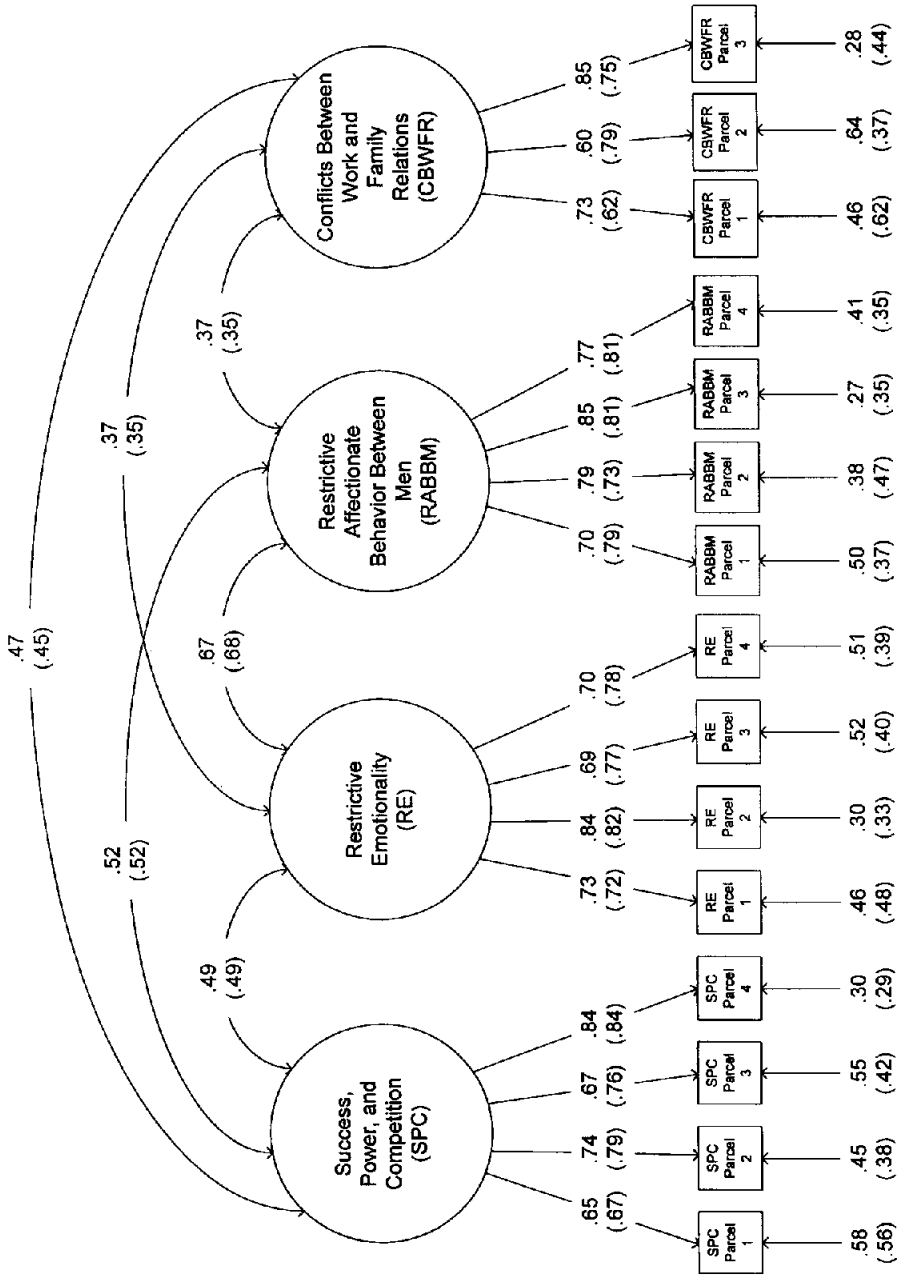 .47
(.45)
.37
(.35)
.52
(.52)
.49
(.49)
.67
(.68)
.37
(.35)
Success,
Power, and
Competition
(SPC)
Restrictive
Emotionality
(RE)
Restrictive
Affectionate
Behavior Between
Men
(RABBM)
Conflicts Between
Work and
Family
Relations
(CBWFR)
.65
(.67)
.74
(.79)
.67
(.76)
.84
(.84)
.73
(.72)
.84
(.82)
.69
(.77)
.70
(.78)
.70
(.79)
.79
(.73)
.85
(.81)
.77
(.81)
.73
(.62)
.60
(.79)
.85
(.75)
SPC
Parcel
1
SPC
Parcel
2
SPC
Parcel
3
SPC
Parcel
4
RE
Parcel
1
RE
Parcel
2
RE
Parcel
3
RE
Parcel
4
RABBM
Parcel
1
RABBM
Parcel
2
RABBM
Parcel
3
RABBM
Parcel
4
CBWFR
Parcel
1
CBWFR
Parcel
2
CBWFR
Parcel
3
.58
(.56)
.45
(.38)
.55
(.42)
.30
(.29)
.46
(.48)
.30
(.33)
.52
(.40)
.51
(.39)
.50
(.37)
.38
(.47)
.27
(.35)
.41
(.35)
.46
(.62)
.64
(.37)
.28
(.44)